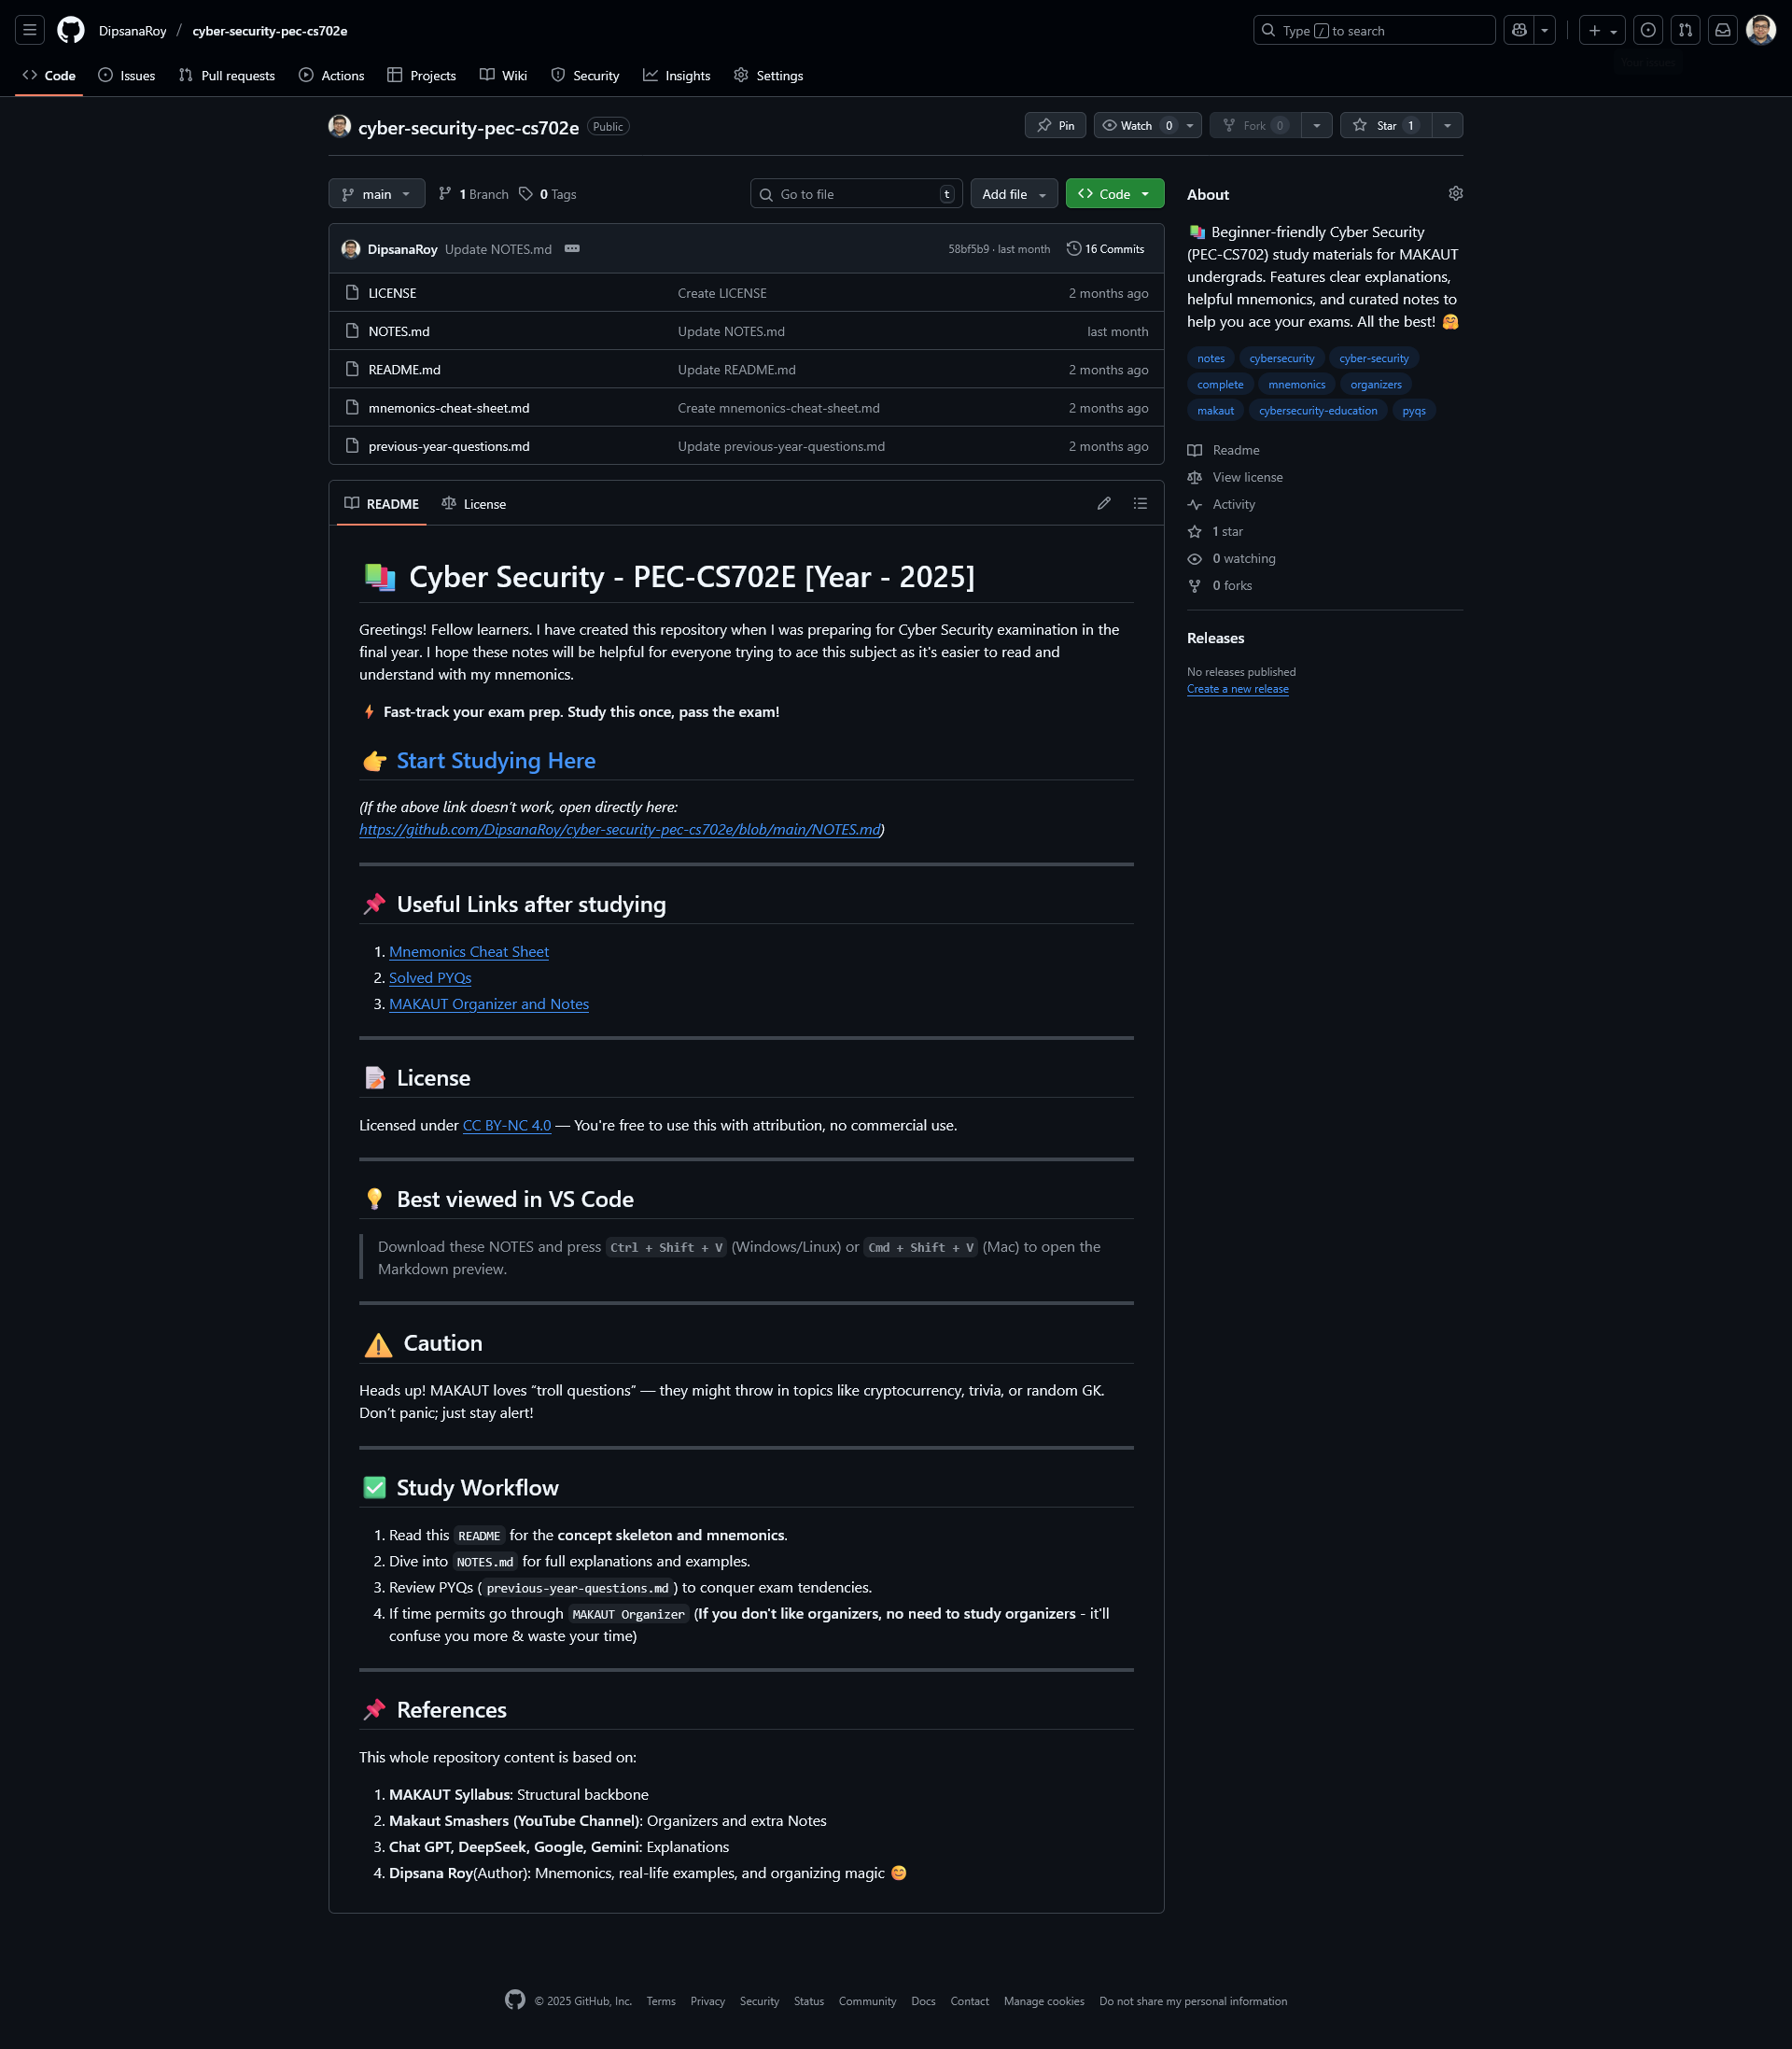 DipsanaRoy / cyber-security-pec-cs702e
Type / to search
Code
Issues
Pull requests
Actions
Projects
Wiki
Security
Insights
Settings
Your issues
cyber-security-pec-cs702e Public
Pin
Watch 0
Fork 0
Star 1
main
1 Branch
0 Tags
Go to file t
Add file
Code
DipsanaRoy Update NOTES.md
58bf5b9 · last month
16 Commits
LICENSE Create LICENSE 2 months ago
NOTES.md Update NOTES.md last month
README.md Update README.md 2 months ago
mnemonics-cheat-sheet.md Create mnemonics-cheat-sheet.md 2 months ago
previous-year-questions.md Update previous-year-questions.md 2 months ago
README
License
📚 Cyber Security - PEC-CS702E [Year - 2025]
Greetings! Fellow learners. I have created this repository when I was preparing for Cyber Security examination in the
final year. I hope these notes will be helpful for everyone trying to ace this subject as it's easier to read and
understand with my mnemonics.
⚡ Fast-track your exam prep. Study this once, pass the exam!
👉 Start Studying Here
(If the above link doesn't work, open directly here:
https://github.com/DipsanaRoy/cyber-security-pec-cs702e/blob/main/NOTES.md)
📌 Useful Links after studying
1. Mnemonics Cheat Sheet
2. Solved PYQs
3. MAKAUT Organizer and Notes
📝 License
Licensed under CC BY-NC 4.0 — You're free to use this with attribution, no commercial use.
💡 Best viewed in VS Code
Download these NOTES and press Ctrl + Shift + V (Windows/Linux) or Cmd + Shift + V (Mac) to open the
Markdown preview.
⚠️ Caution
Heads up! MAKAUT loves “troll questions” — they might throw in topics like cryptocurrency, trivia, or random GK.
Don’t panic; just stay alert!
✅ Study Workflow
1. Read this README for the concept skeleton and mnemonics.
2. Dive into NOTES.md for full explanations and examples.
3. Review PYQs (previous-year-questions.md) to conquer exam tendencies.
4. If time permits go through MAKAUT Organizer (If you don't like organizers, no need to study organizers - it'll
confuse you more & waste your time)
📌 References
This whole repository content is based on:
1. MAKAUT Syllabus: Structural backbone
2. Makaut Smashers (YouTube Channel): Organizers and extra Notes
3. Chat GPT, DeepSeek, Google, Gemini: Explanations
4. Dipsana Roy(Author): Mnemonics, real-life examples, and organizing magic 😊
About
📚 Beginner-friendly Cyber Security
(PEC-CS702) study materials for MAKAUT
undergrads. Features clear explanations,
helpful mnemonics, and curated notes to
help you ace your exams. All the best! 🤗
notes cybersecurity cyber-security
complete mnemonics organizers
makaut cybersecurity-education pyqs
Readme
View license
Activity
1 star
0 watching
0 forks
Releases
No releases published
Create a new release
© 2025 GitHub, Inc. Terms Privacy Security Status Community Docs Contact Manage cookies Do not share my personal information